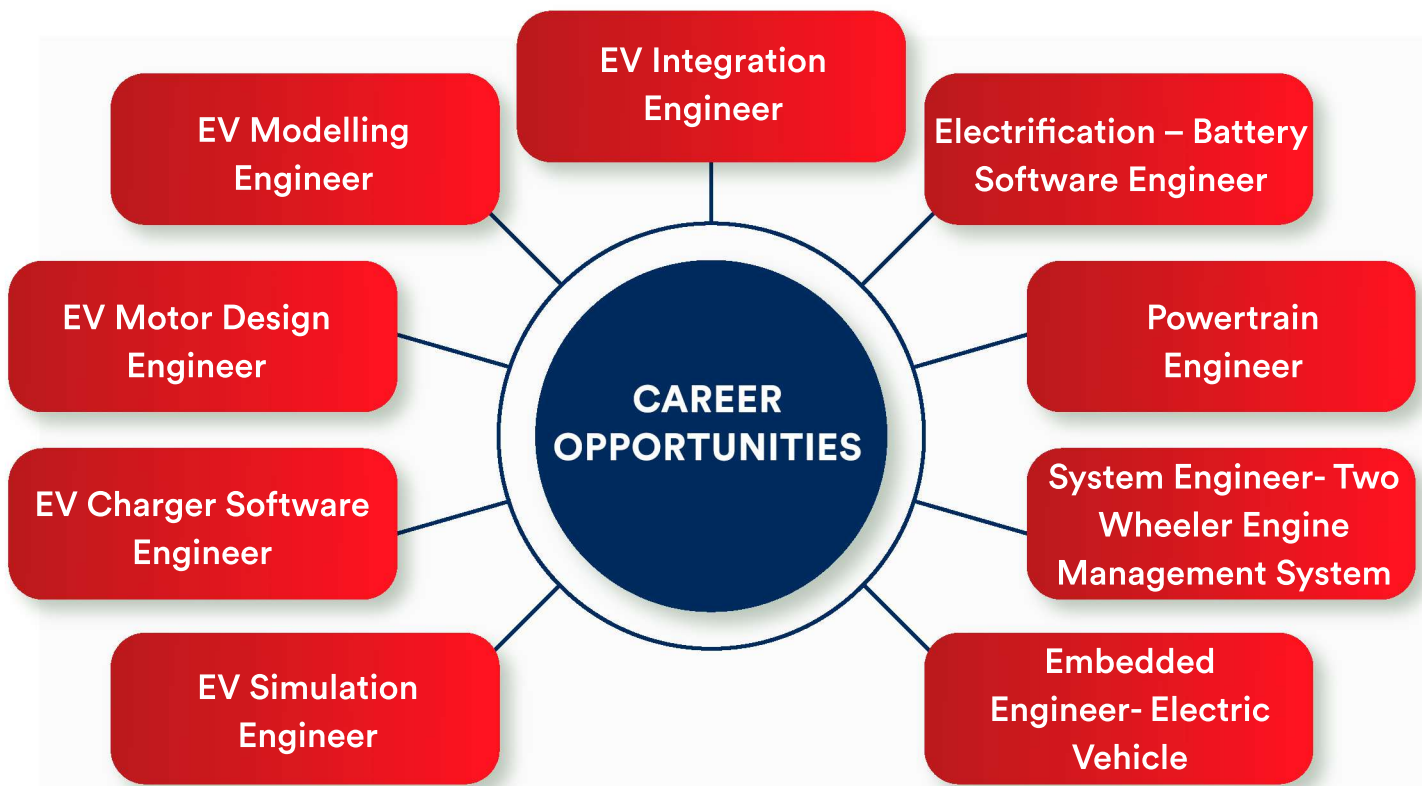 EV Integration
Engineer
EV Modelling
Engineer
Electrification – Battery
Software Engineer
EV Motor Design
Engineer
Powertrain
Engineer
CAREER
OPPORTUNITIES
EV Charger Software
Engineer
System Engineer- Two
Wheeler Engine
Management System
EV Simulation
Engineer
Embedded
Engineer- Electric
Vehicle